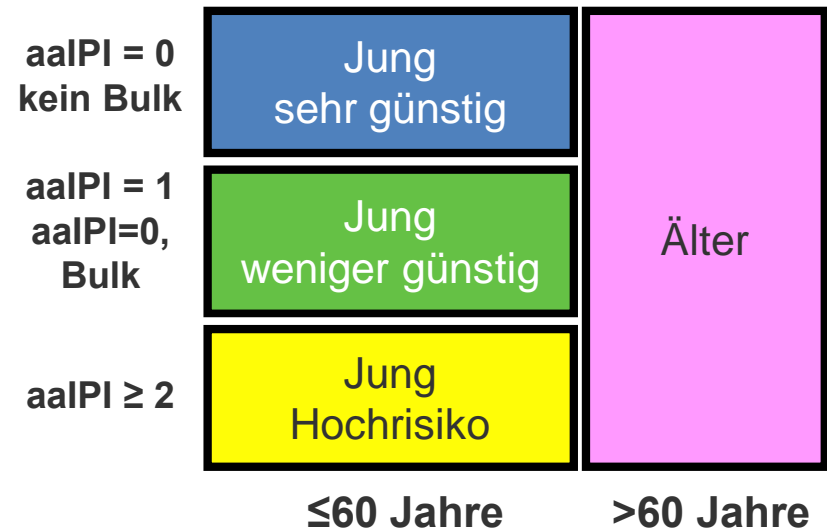 aaIPI = 0
kein Bulk
Jung
sehr günstig
aaIPI = 1
aaIPI=0,
Bulk
Jung
weniger günstig
Älter
aaIPI ≥ 2
Jung
Hochrisiko
≤60 Jahre
>60 Jahre